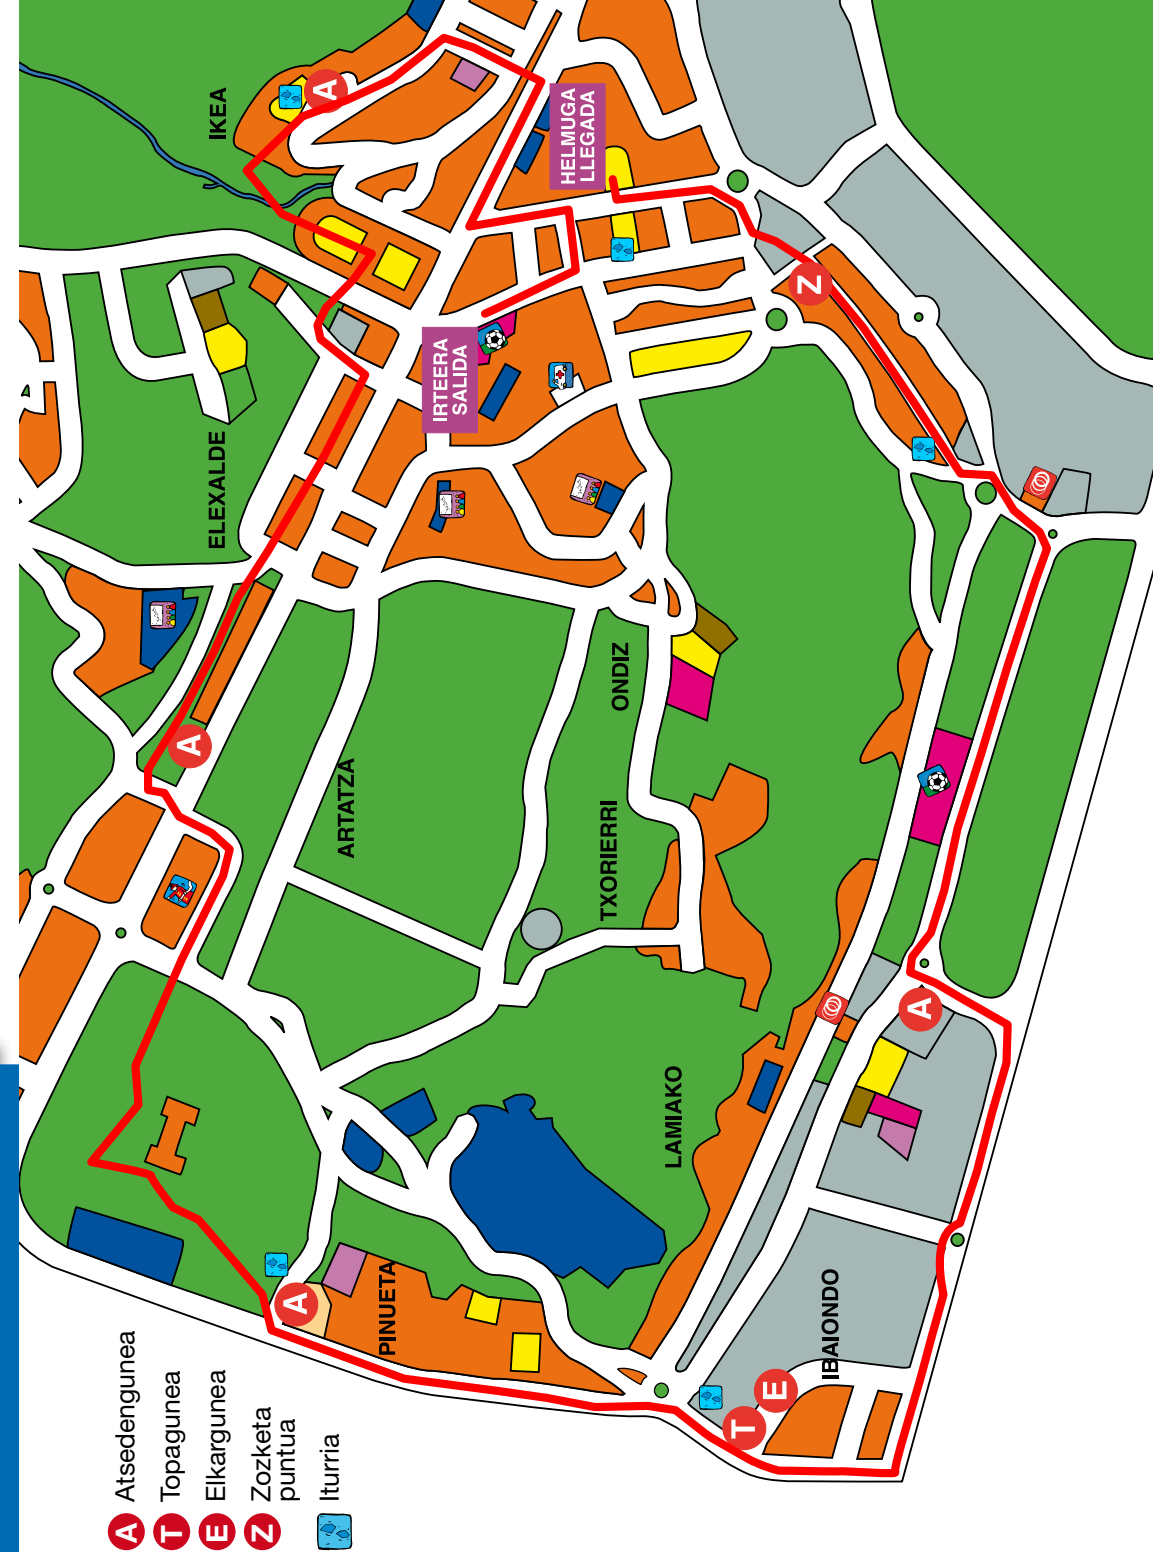 IKEA
A
HELMUGA
LLEGADA
Z
IRTEERA
SALIDA
ELEXALDE
A
ONDIZ
ARTATZA
TXORIERRI
A
LAMIAKO
A
PINUETA
IBAIONDO
T
E
A Atsedengunea
T Topagunea
E Elkargunea
Z Zozketa
puntua
Iturria